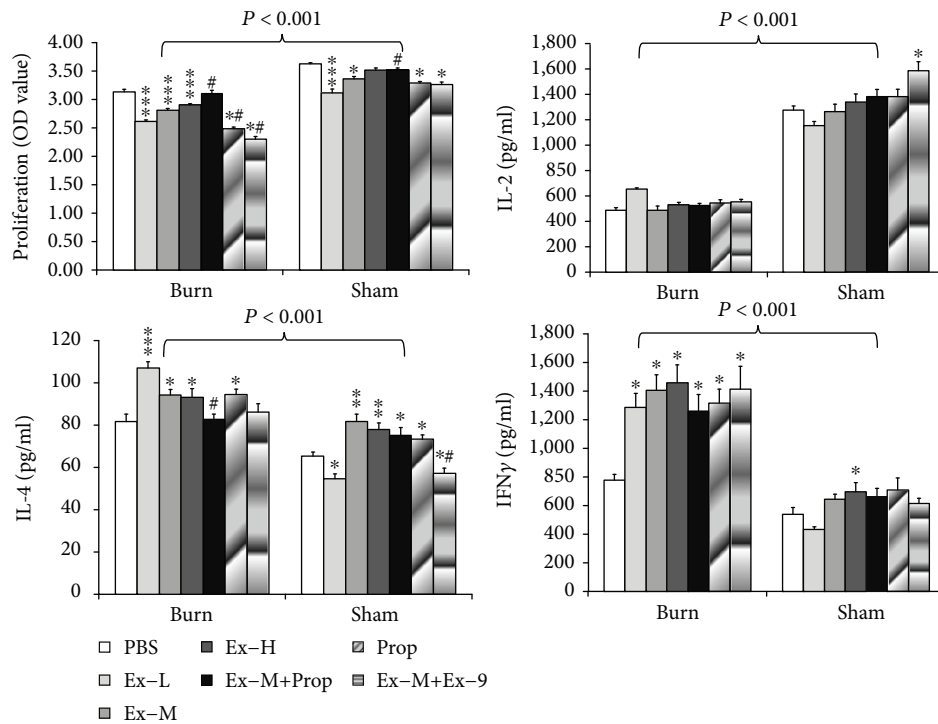 P < 0.001
Proliferation (OD value)
4.00
3.50
3.00
2.50
2.00
1.50
1.00
0.50
0.00
*** *** *** # *# *#
*** * # * *
Burn Sham
P < 0.001
IL-2 (pg/ml)
1,800
1,600
1,400
1,200
1,000
850
600
400
200
0
*
Burn Sham
P < 0.001
IL-4 (pg/ml)
120
100
80
60
40
20
0
*** * * # *
* ** ** * * *#
Burn Sham
P < 0.001
IFNγ (pg/ml)
1,800
1,600
1,400
1,200
1,000
850
600
400
200
0
* * * * * *
*
Burn Sham
PBS Ex–H Prop
Ex–L Ex–M+Prop Ex–M+Ex–9
Ex–M